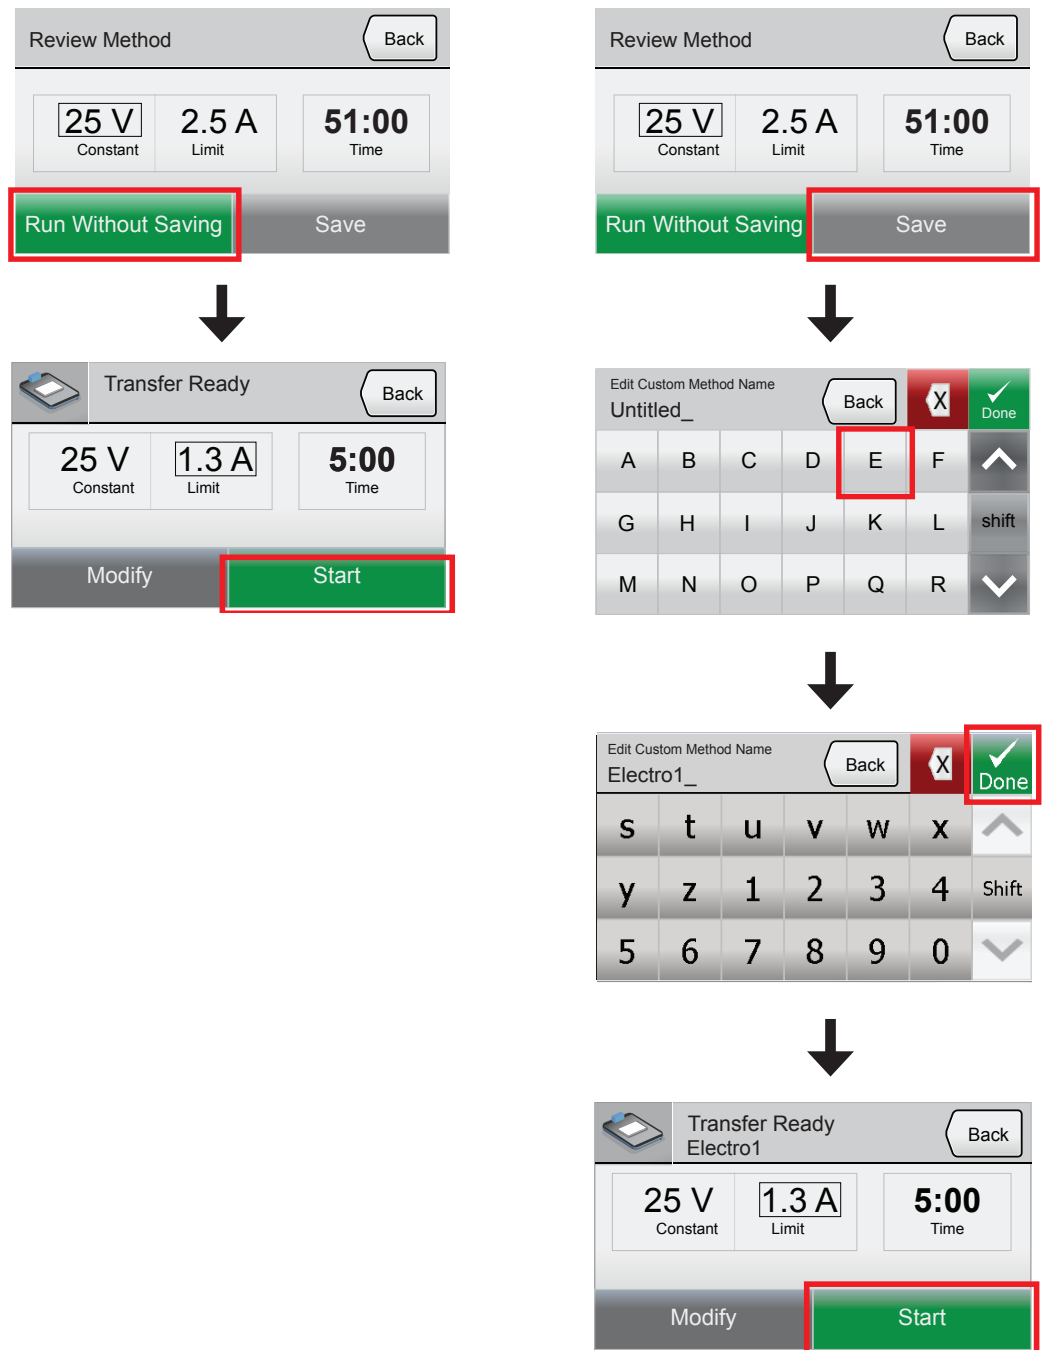 Review Method
Back
25 V 2.5 A 51:00
Constant Limit Time
Run Without Saving Save
Transfer Ready
Back
25 V 1.3 A 5:00
Constant Limit Time
Modify Start
Review Method
Back
25 V 2.5 A 51:00
Constant Limit Time
Run Without Saving Save
Edit Custom Method Name
Untitled_
Back X Done
A B C D E F
G H I J K L shift
M N O P Q R
Edit Custom Method Name
Electro1_
Back X Done
s t u v w x
y z 1 2 3 4 Shift
5 6 7 8 9 0
Transfer Ready
Electro1
Back
25 V 1.3 A 5:00
Constant Limit Time
Modify Start